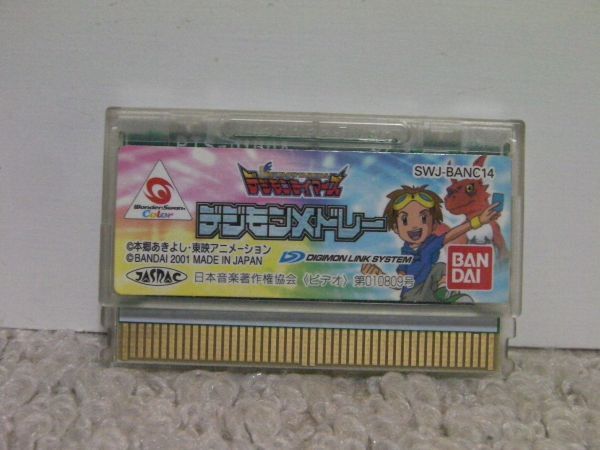 SWJ-BANC14
デジモンテイマーズ
デジモンメドレー
WonderSwan
Color
©本郷あきよし・東映アニメーション
©BANDAI 2001 MADE IN JAPAN
DIGIMON LINK SYSTEM
BAN
DAI
JASRAC
日本音楽著作権協会〈ビデオ〉第010809号